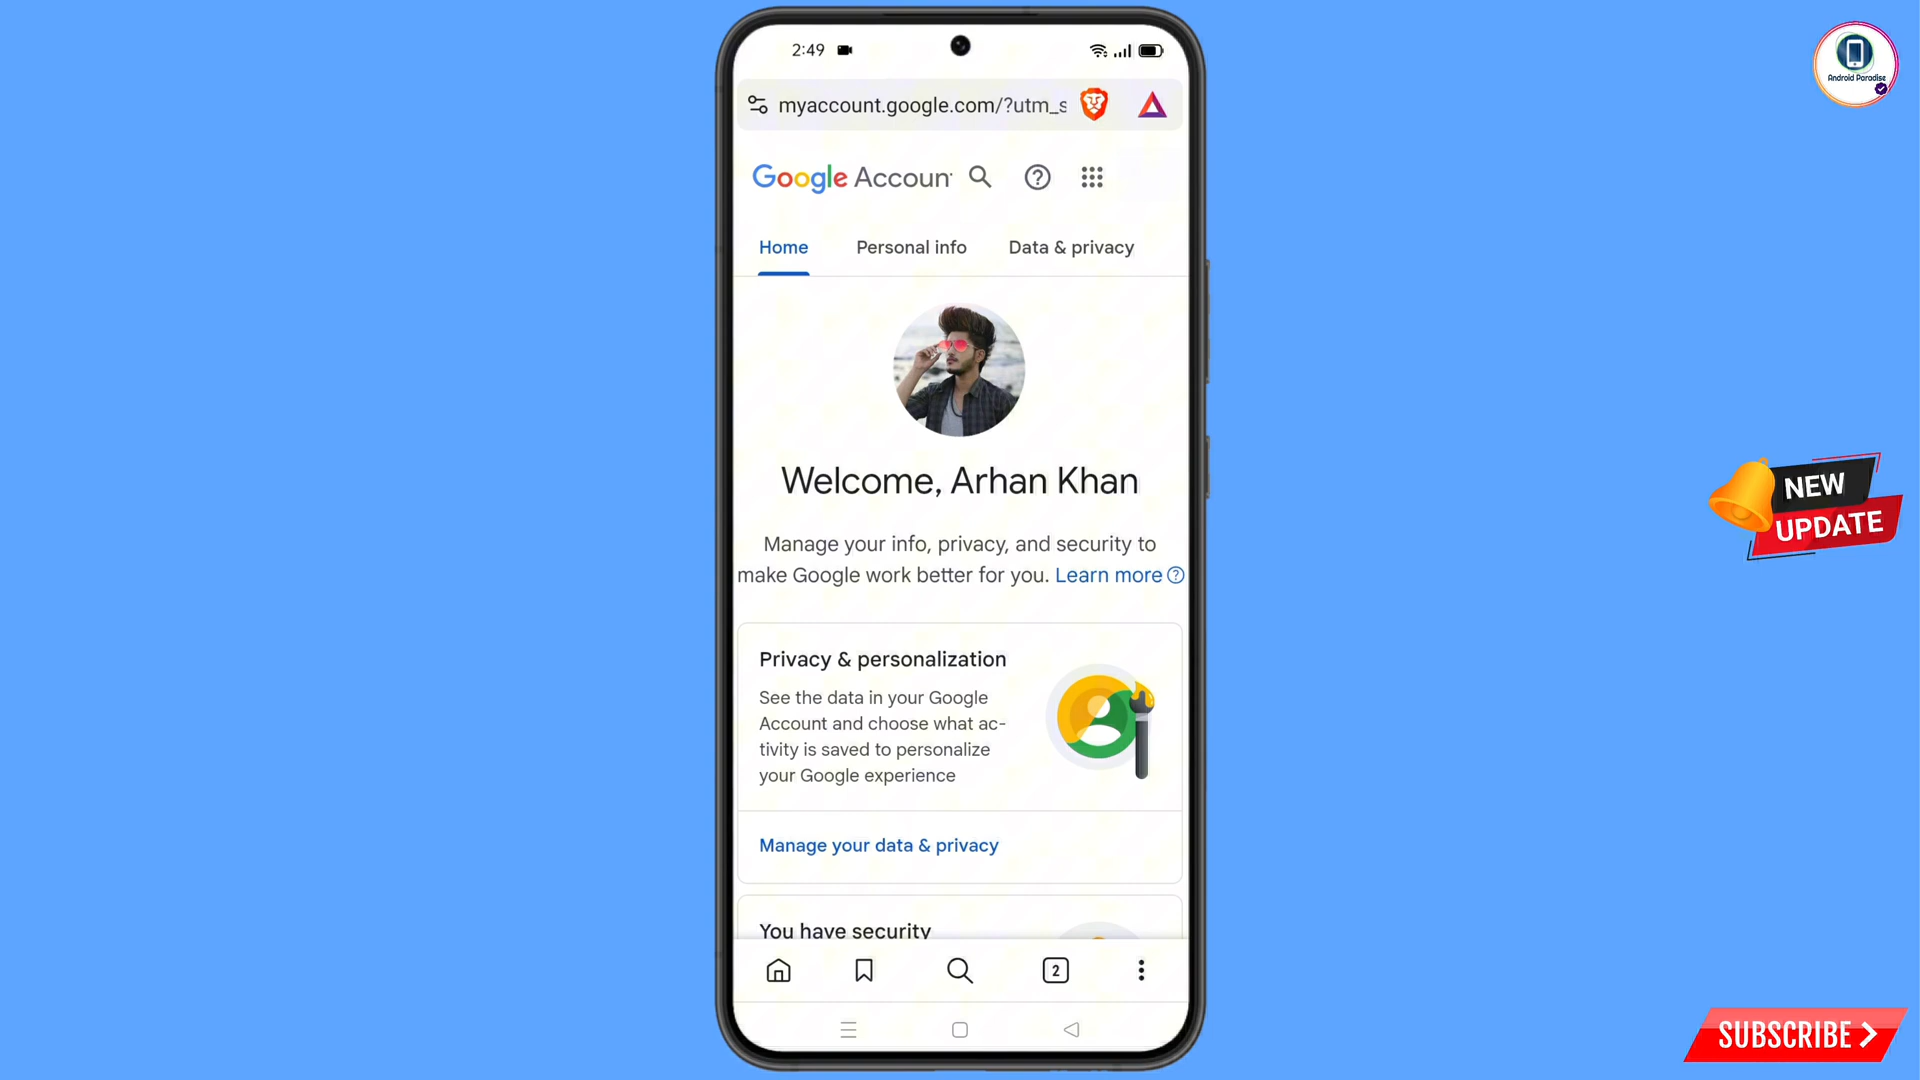 2:49
myaccount.google.com/?utm_s
Google Accoun
Home Personal info Data & privacy
Welcome, Arhan Khan
Manage your info, privacy, and security to
make Google work better for you. Learn more
Privacy & personalization
See the data in your Google
Account and choose what ac-
tivity is saved to personalize
your Google experience
Manage your data & privacy
You have security
2
Android Paradise
NEW
UPDATE
SUBSCRIBE